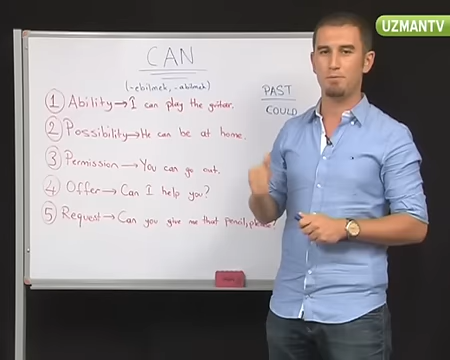 UZMANTV
CAN
(-ebilmek, -abilmek)
PAST
COULD
1 Ability → I can play the guitar.
2 Possibility → He can be at home.
3 Permission → You can go out.
4 Offer → Can I help you?
5 Request → Can you give me that pencil, please?